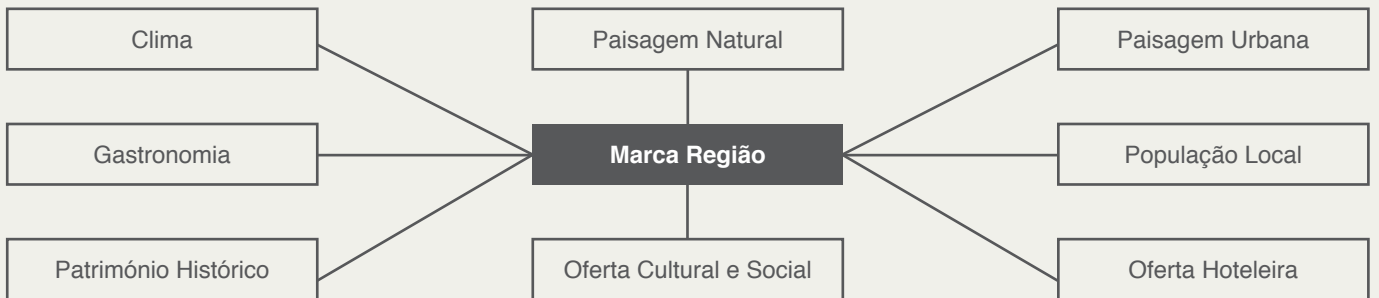 Clima
Paisagem Natural
Paisagem Urbana
Gastronomia
Marca Região
População Local
Património Histórico
Oferta Cultural e Social
Oferta Hoteleira